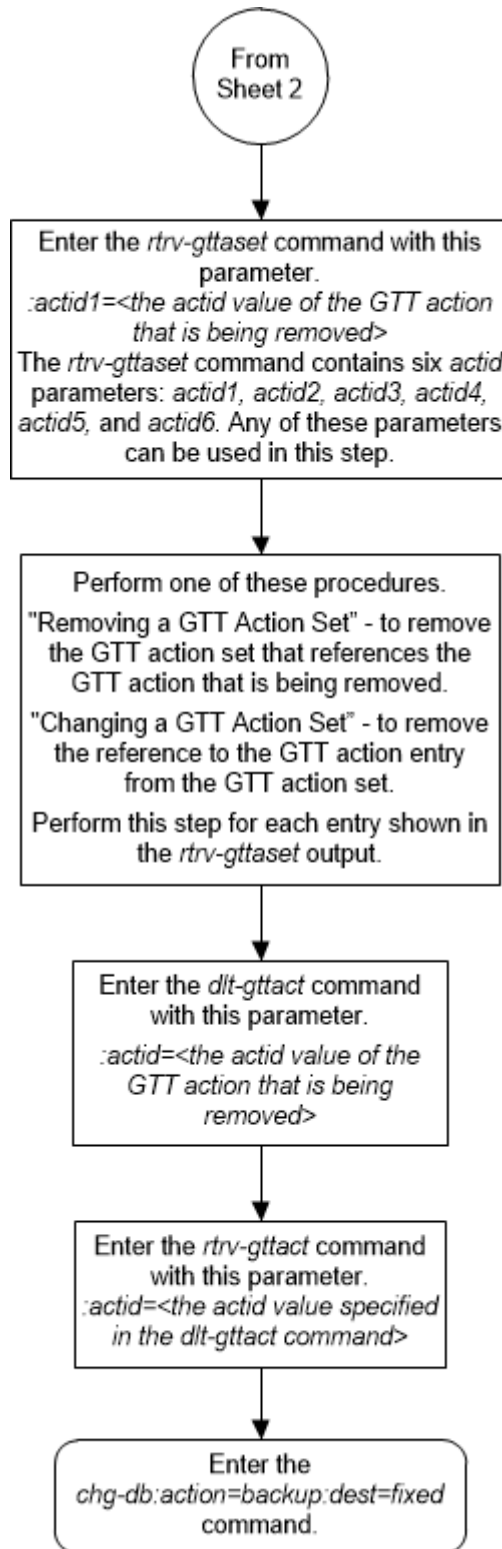 From
Sheet 2
Enter the rtrv-gttaset command with this
parameter.
:actid1=<the actid value of the GTT action
that is being removed>
The rtrv-gttaset command contains six actid
parameters: actid1, actid2, actid3, actid4,
actid5, and actid6. Any of these parameters
can be used in this step.
Perform one of these procedures.
"Removing a GTT Action Set” - to remove
the GTT action set that references the
GTT action that is being removed.
"Changing a GTT Action Set” - to remove
the reference to the GTT action entry
from the GTT action set.
Perform this step for each entry shown in
the rtrv-gttaset output.
Enter the dlt-gttact command
with this parameter.
:actid=<the actid value of the
GTT action that is being
removed>
Enter the rtrv-gttact command
with this parameter.
:actid=<the actid value specified
in the dlt-gttact command>
Enter the
chg-db:action=backup:dest=fixed
command.